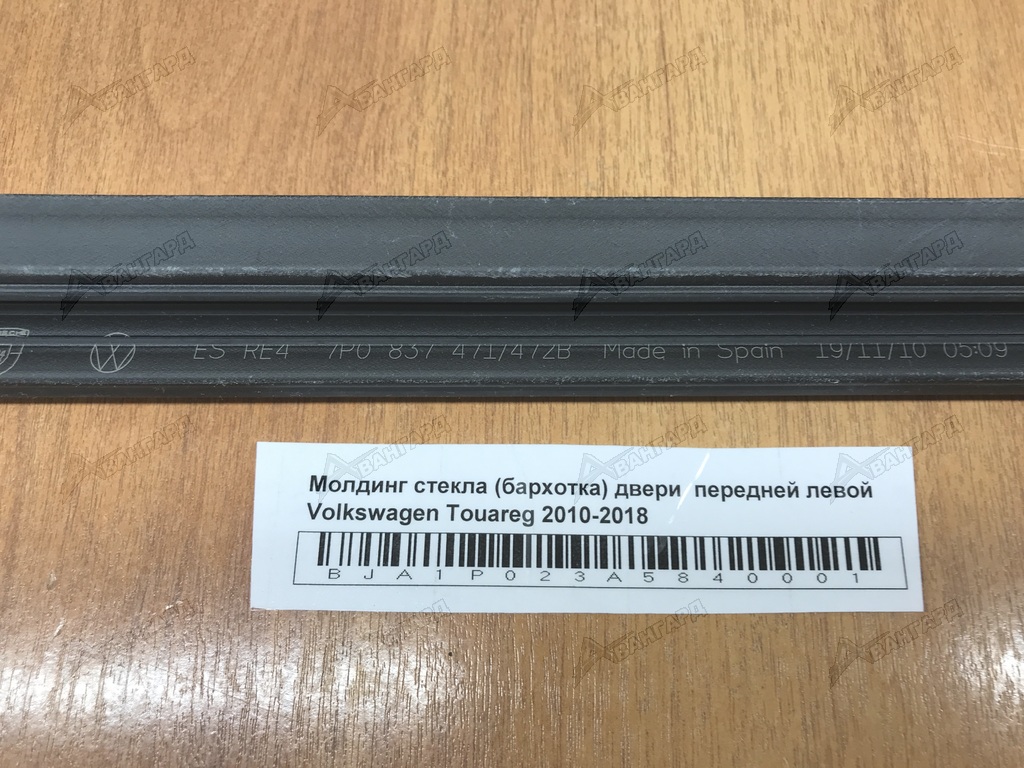 ES RE4 7P0 837 471/472B Made in Spain 19/11/10 05:09
Молдинг стекла (бархотка) двери передней левой
Volkswagen Touareg 2010-2018
BJA1P023A5840001
АВАНГАРД